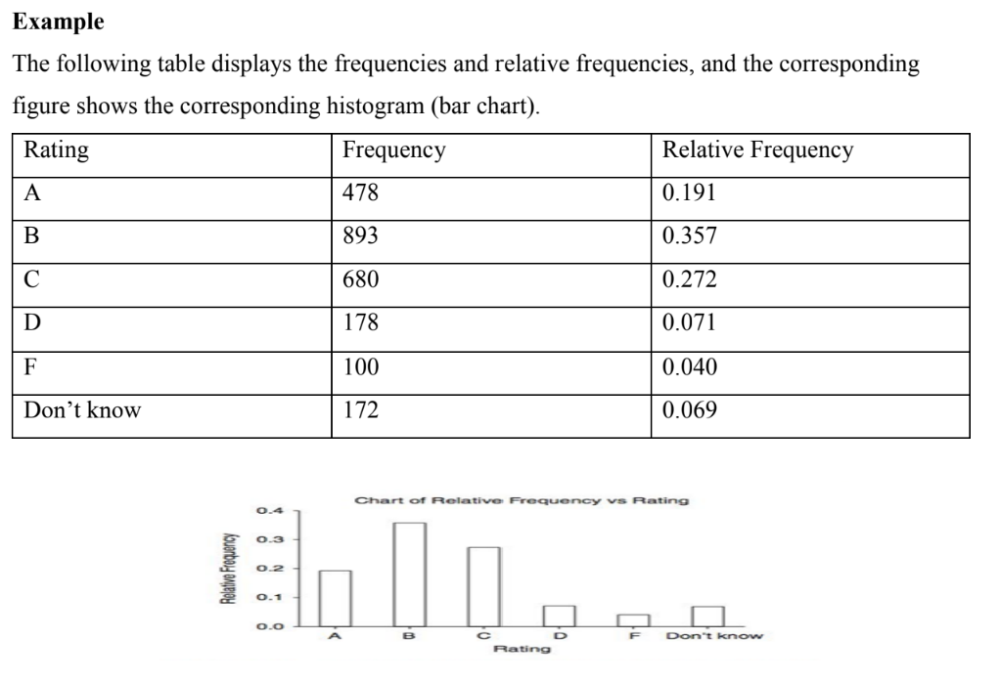 Example
The following table displays the frequencies and relative frequencies, and the corresponding
figure shows the corresponding histogram (bar chart).
Rating Frequency Relative Frequency
A 478 0.191
B 893 0.357
C 680 0.272
D 178 0.071
F 100 0.040
Don’t know 172 0.069
Chart of Relative Frequency vs Rating
Relative Frequency
0.4
0.3
0.2
0.1
0.0
A B C D F Don't know
Rating